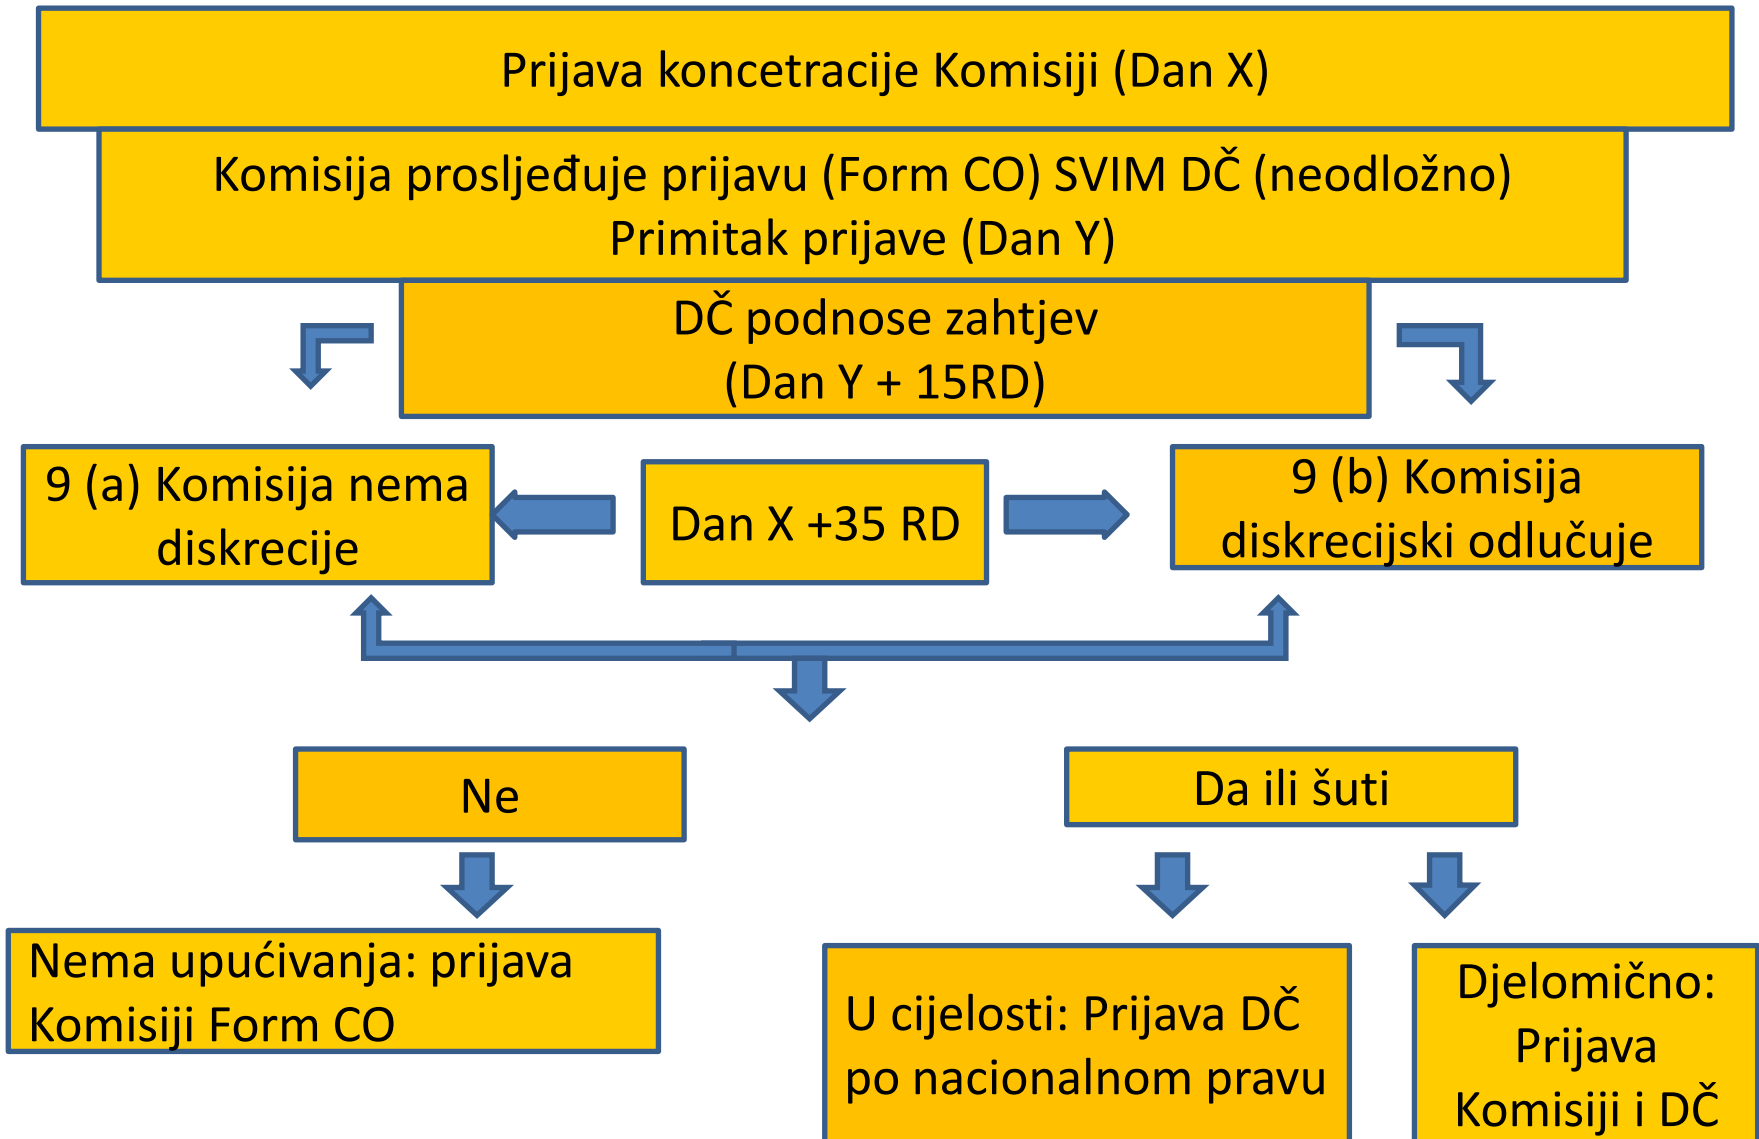 Prijava koncetracije Komisiji (Dan X)
Komisija prosljeđuje prijavu (Form CO) SVIM DČ (neodložno)
Primitak prijave (Dan Y)
DČ podnose zahtjev
(Dan Y + 15RD)
9 (a) Komisija nema
diskrecije
Dan X +35 RD
9 (b) Komisija
diskrecijski odlučuje
Ne
Da ili šuti
Nema upućivanja: prijava
Komisiji Form CO
U cijelosti: Prijava DČ
po nacionalnom pravu
Djelomično:
Prijava
Komisiji i DČ